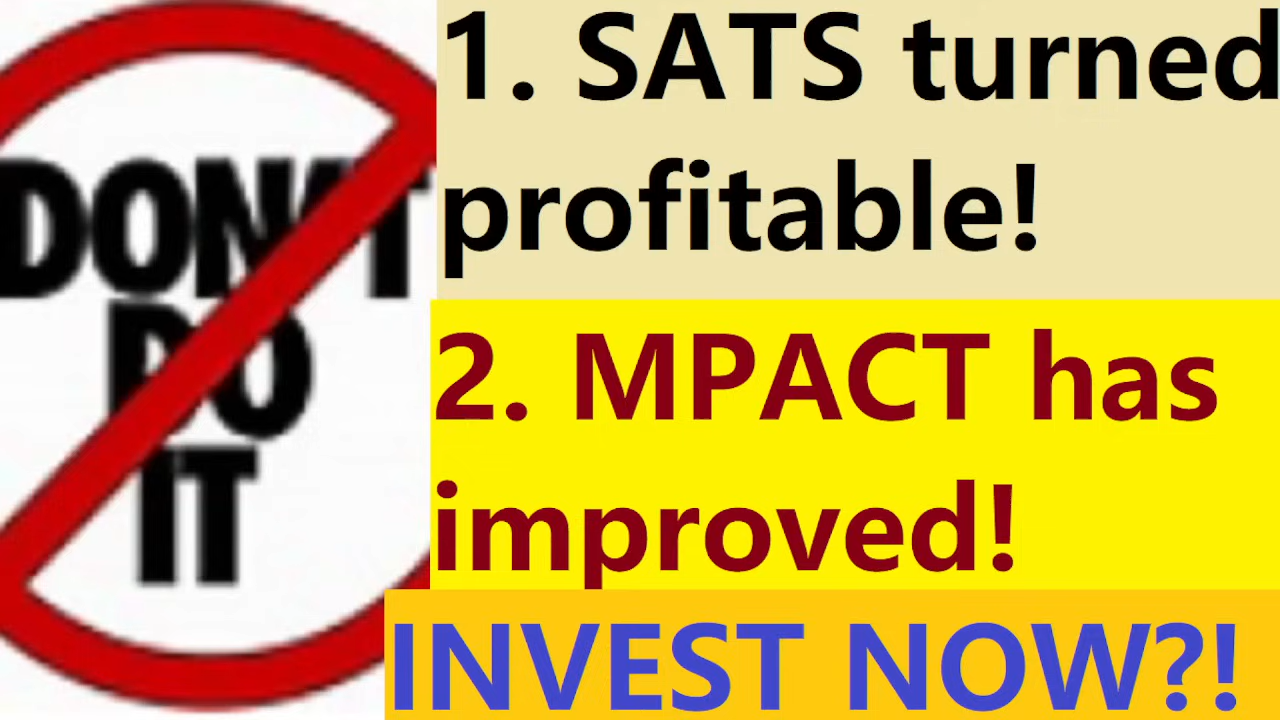 DON'T
DO
IT
1. SATS turned
profitable!
2. MPACT has
improved!
INVEST NOW?!